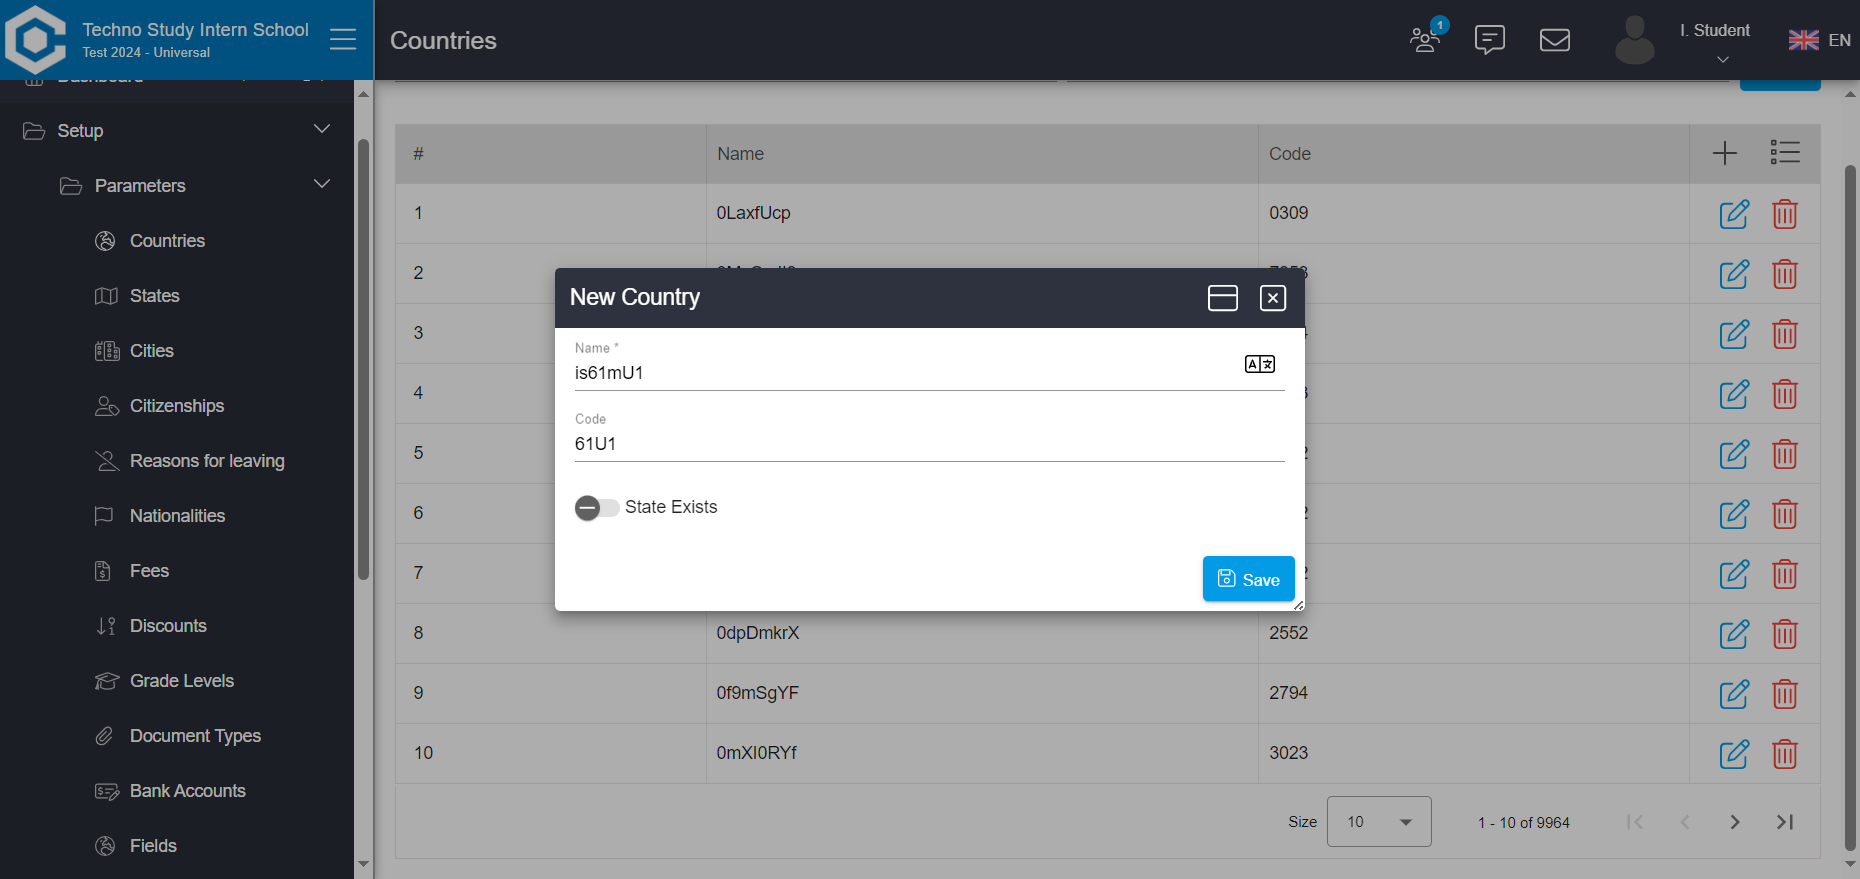 Techno Study Intern School
Test 2024 - Universal
Countries
1
I. Student
EN
Dashboard
Setup
Parameters
Countries
States
Cities
Citizenships
Reasons for leaving
Nationalities
Fees
Discounts
Grade Levels
Document Types
Bank Accounts
Fields
# Name Code
1 0LaxfUcp 0309
2
3
4
5
6
7
8 0dpDmkrX 2552
9 0f9mSgYF 2794
10 0mXI0RYf 3023
New Country
Name *
is61mU1
Code
61U1
State Exists
Save
Size 10 1 - 10 of 9964